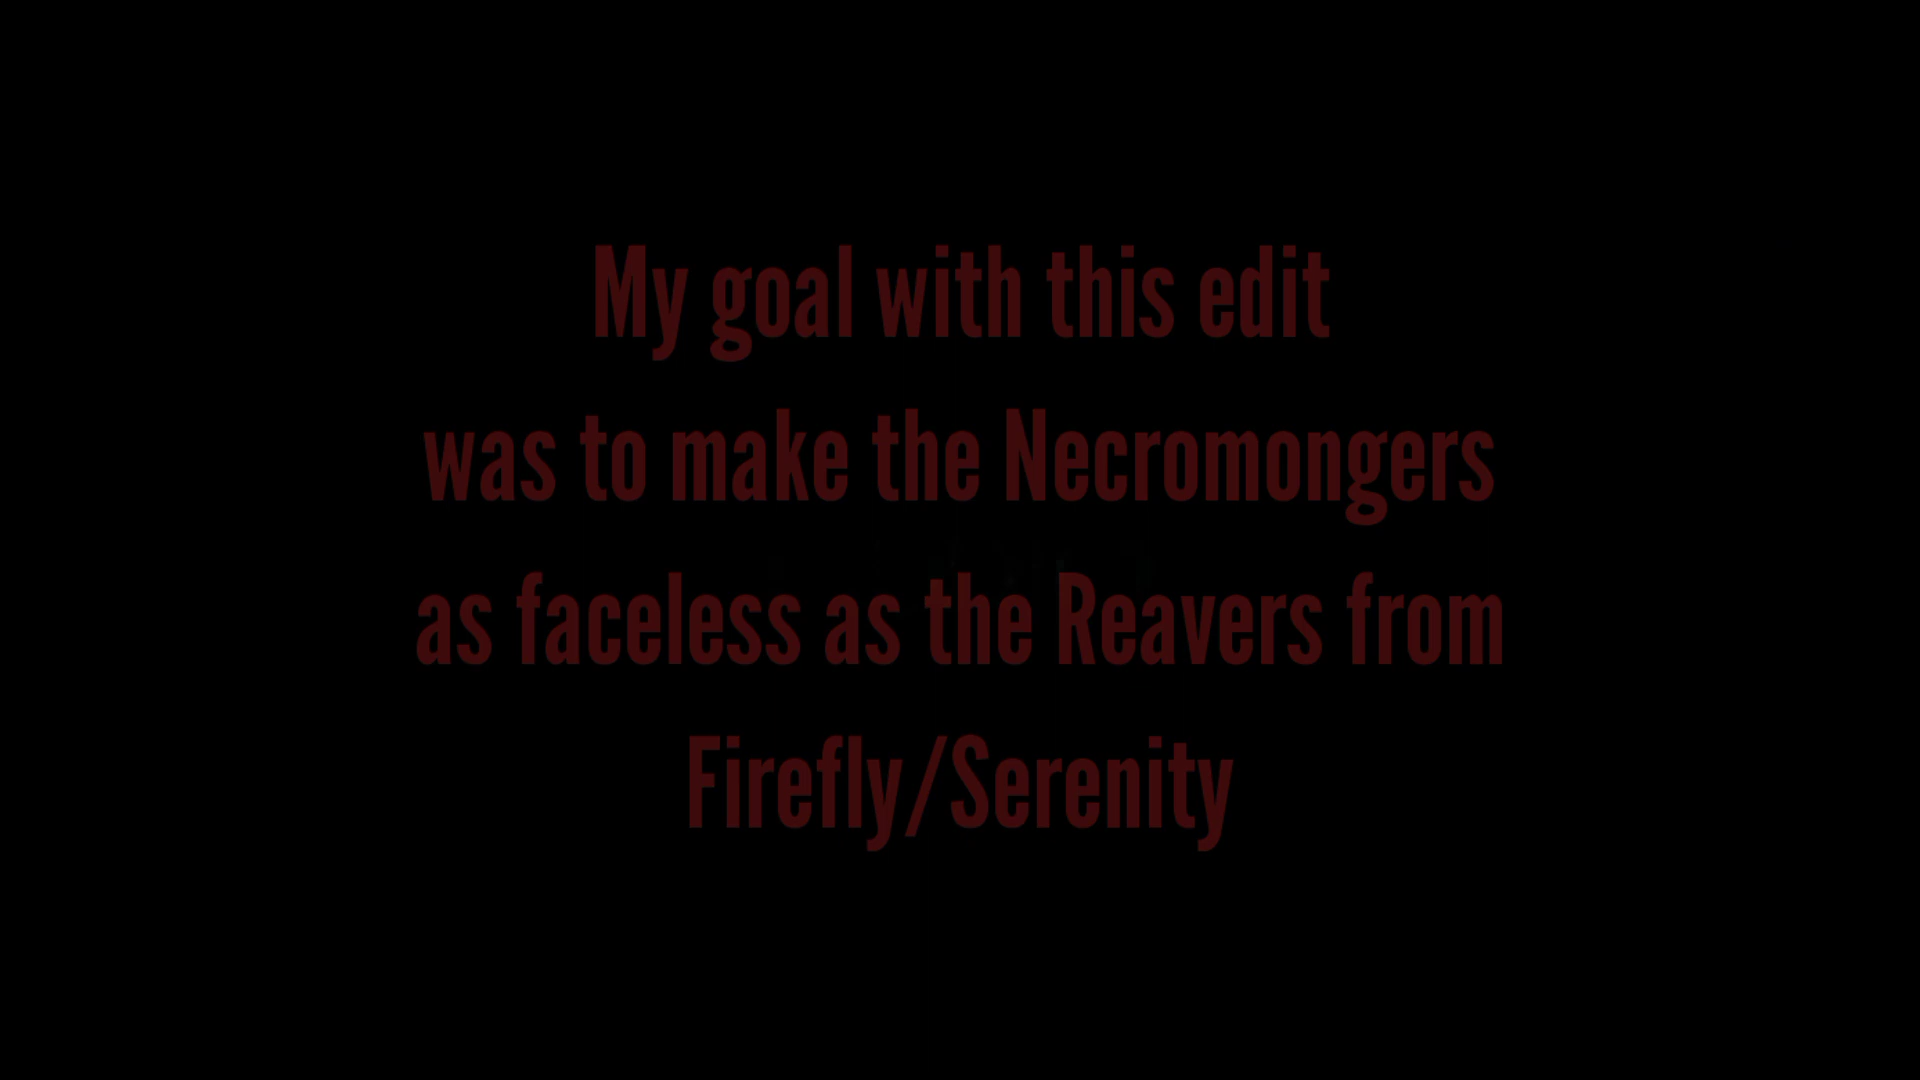 My goal with this edit
was to make the Necromongers
as faceless as the Reavers from
Firefly/Serenity